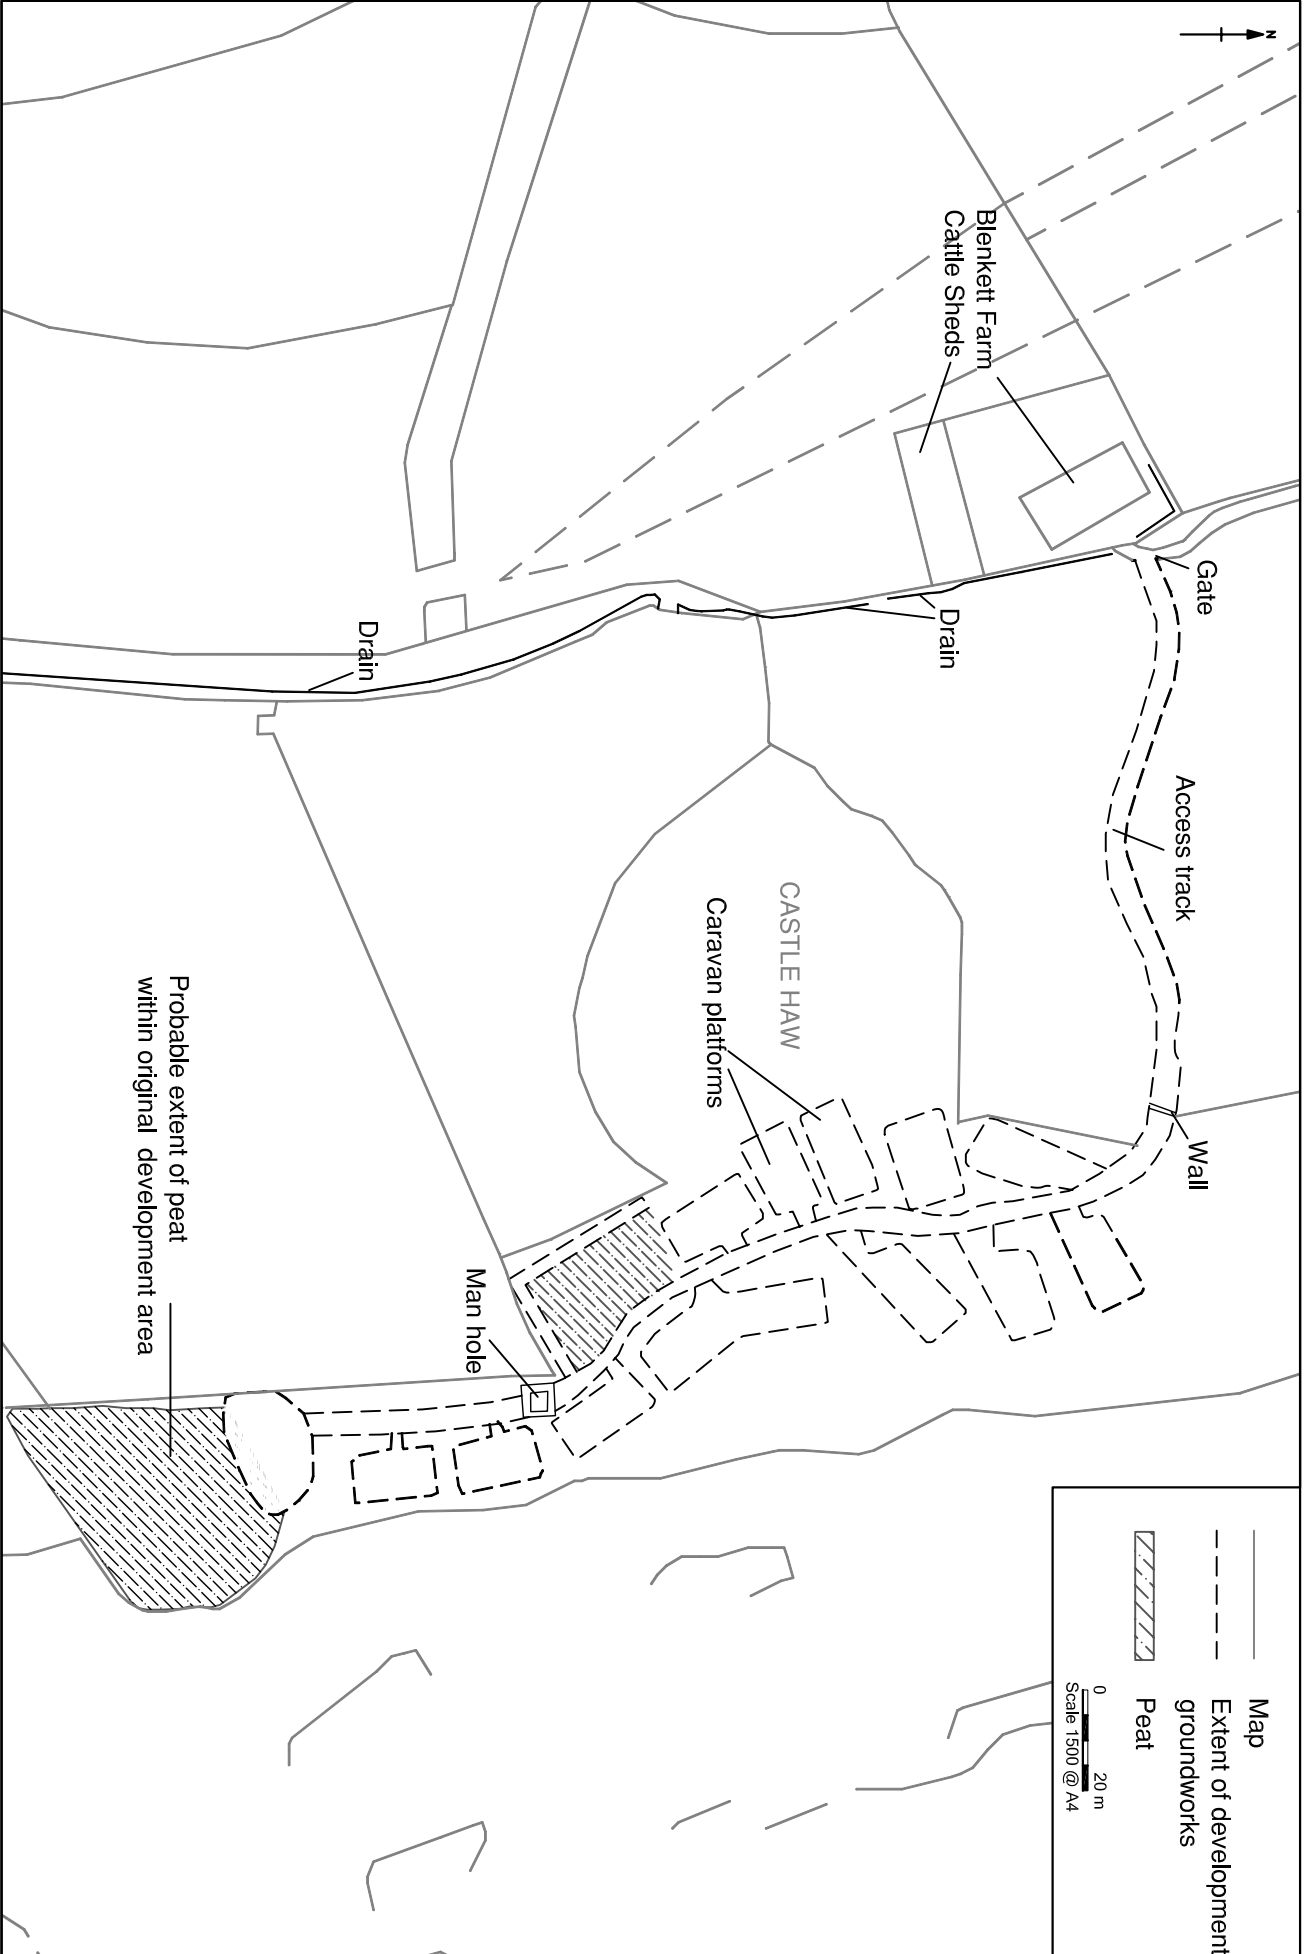 N
Blenkett Farm
Cattle Sheds
Gate
Drain
Drain
Access track
CASTLE HAW
Caravan platforms
Wall
Man hole
Probable extent of peat
within original development area
Map
Extent of development
groundworks
Peat
0 20 m
Scale 1500 @ A4